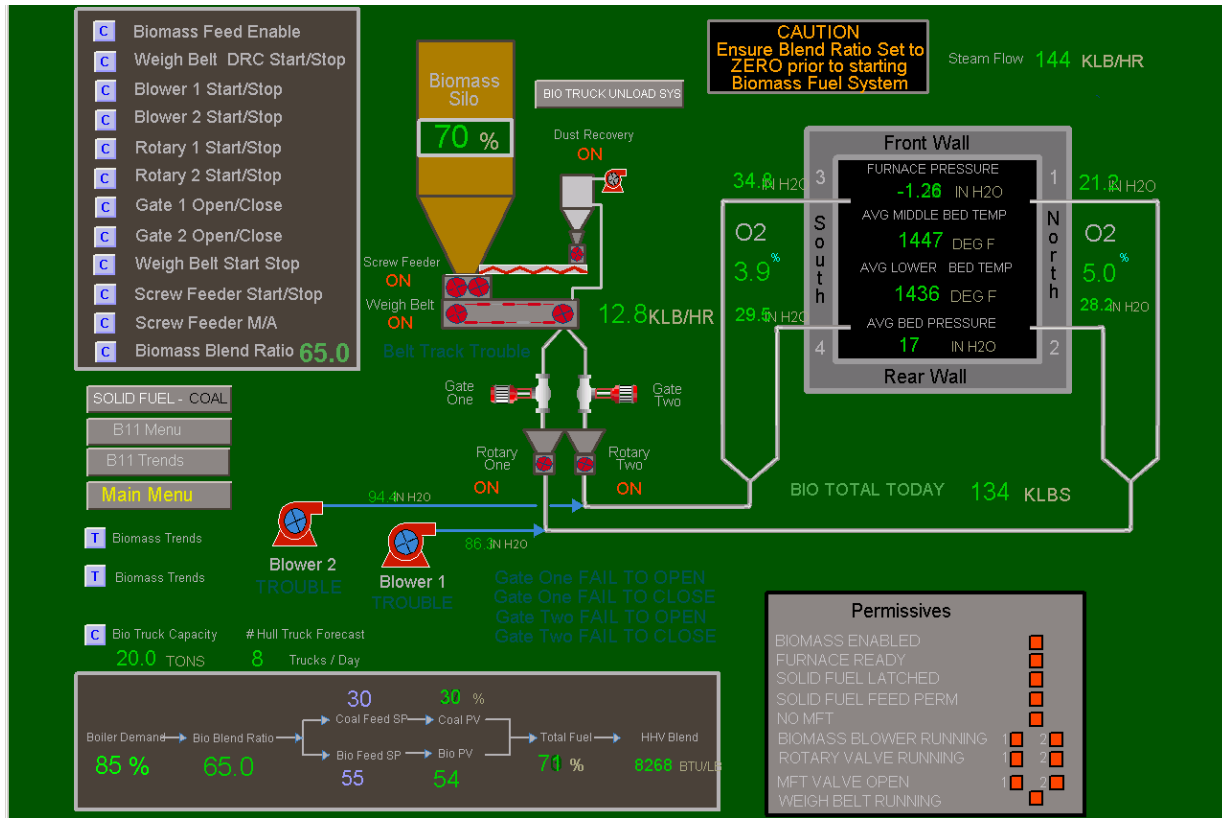 C Biomass Feed Enable
C Weigh Belt DRC Start/Stop
C Blower 1 Start/Stop
C Blower 2 Start/Stop
C Rotary 1 Start/Stop
C Rotary 2 Start/Stop
C Gate 1 Open/Close
C Gate 2 Open/Close
C Weigh Belt Start Stop
C Screw Feeder Start/Stop
C Screw Feeder M/A
C Biomass Blend Ratio 65.0
SOLID FUEL - COAL
B11 Menu
B11 Trends
Main Menu
T Biomass Trends
T Biomass Trends
C Bio Truck Capacity
20.0 TONS
# Hull Truck Forecast
8 Trucks / Day
Biomass
Silo
70 %
BIO TRUCK UNLOAD SYS
Dust Recovery
ON
Screw Feeder
ON
Weigh Belt
ON
12.8 KLB/HR
Belt Track Trouble
Gate
One
Gate
Two
Rotary
One
ON
Rotary
Two
ON
94.4 IN H2O
86.3 IN H2O
Blower 2
TROUBLE
Blower 1
TROUBLE
Gate One FAIL TO OPEN
Gate One FAIL TO CLOSE
Gate Two FAIL TO OPEN
Gate Two FAIL TO CLOSE
CAUTION
Ensure Blend Ratio Set to
ZERO prior to starting
Biomass Fuel System
Steam Flow 144 KLB/HR
Front Wall
34.8 IN H2O
3
1
21.2 IN H2O
FURNACE PRESSURE
-1.26 IN H2O
AVG MIDDLE BED TEMP
1447 DEG F
AVG LOWER BED TEMP
1436 DEG F
AVG BED PRESSURE
17 IN H2O
South
North
O2
3.9 %
O2
5.0 %
29.5 IN H2O
4
2
28.2 IN H2O
Rear Wall
BIO TOTAL TODAY 134 KLBS
Permissives
BIOMASS ENABLED
FURNACE READY
SOLID FUEL LATCHED
SOLID FUEL FEED PERM
NO MFT
BIOMASS BLOWER RUNNING 1 2
ROTARY VALVE RUNNING 1 2
MFT VALVE OPEN 1 2
WEIGH BELT RUNNING
Boiler Demand
85 %
Bio Blend Ratio
65.0
30
Coal Feed SP
30 %
Coal PV
Bio Feed SP
55
Bio PV
54
Total Fuel
71 %
HHV Blend
8268 BTU/LB